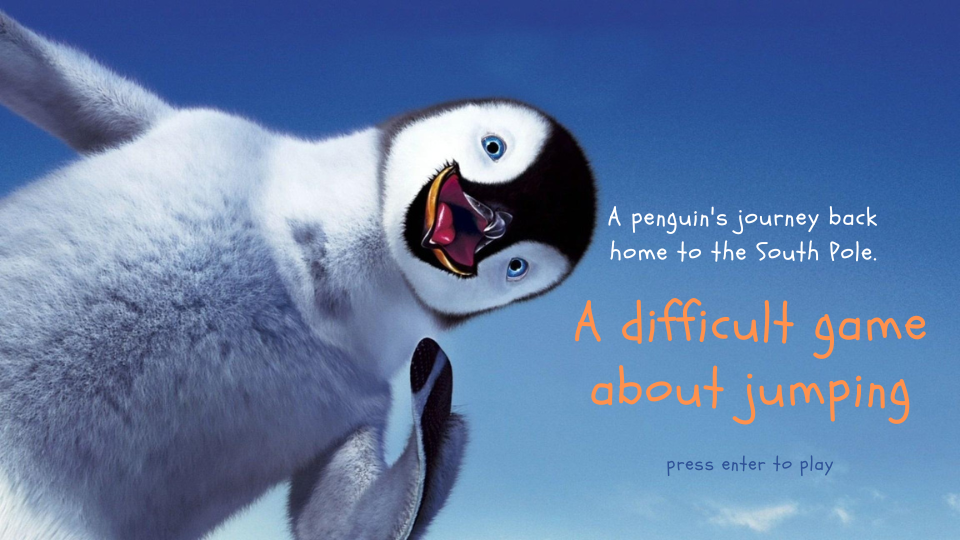 A penguin's journey back
home to the South Pole.
A difficult game
about jumping
press enter to play